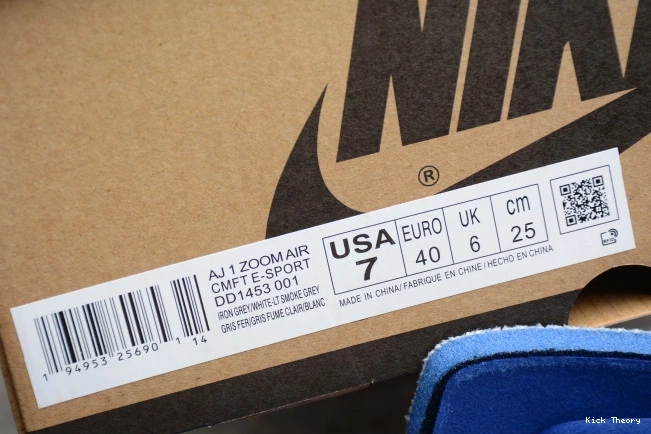 NIKE
®
AJ 1 ZOOM AIR
CMFT E-SPORT
DD1453 001
IRON GREY/WHITE-LT SMOKE GREY
GRIS FER/GRIS FUME CLAIR/BLANC
1 94953 25690 1 14
USA
7
EURO
40
UK
6
cm
25
MADE IN CHINA/ FABRIQUE EN CHINE / HECHO EN CHINA
Kick Theory